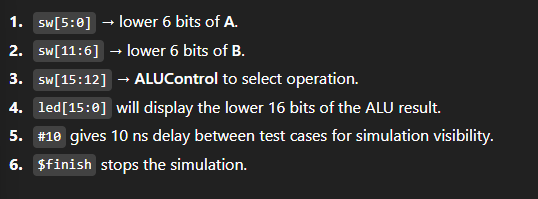 1. sw[5:0] → lower 6 bits of A.
2. sw[11:6] → lower 6 bits of B.
3. sw[15:12] → ALUControl to select operation.
4. led[15:0] will display the lower 16 bits of the ALU result.
5. #10 gives 10 ns delay between test cases for simulation visibility.
6. $finish stops the simulation.